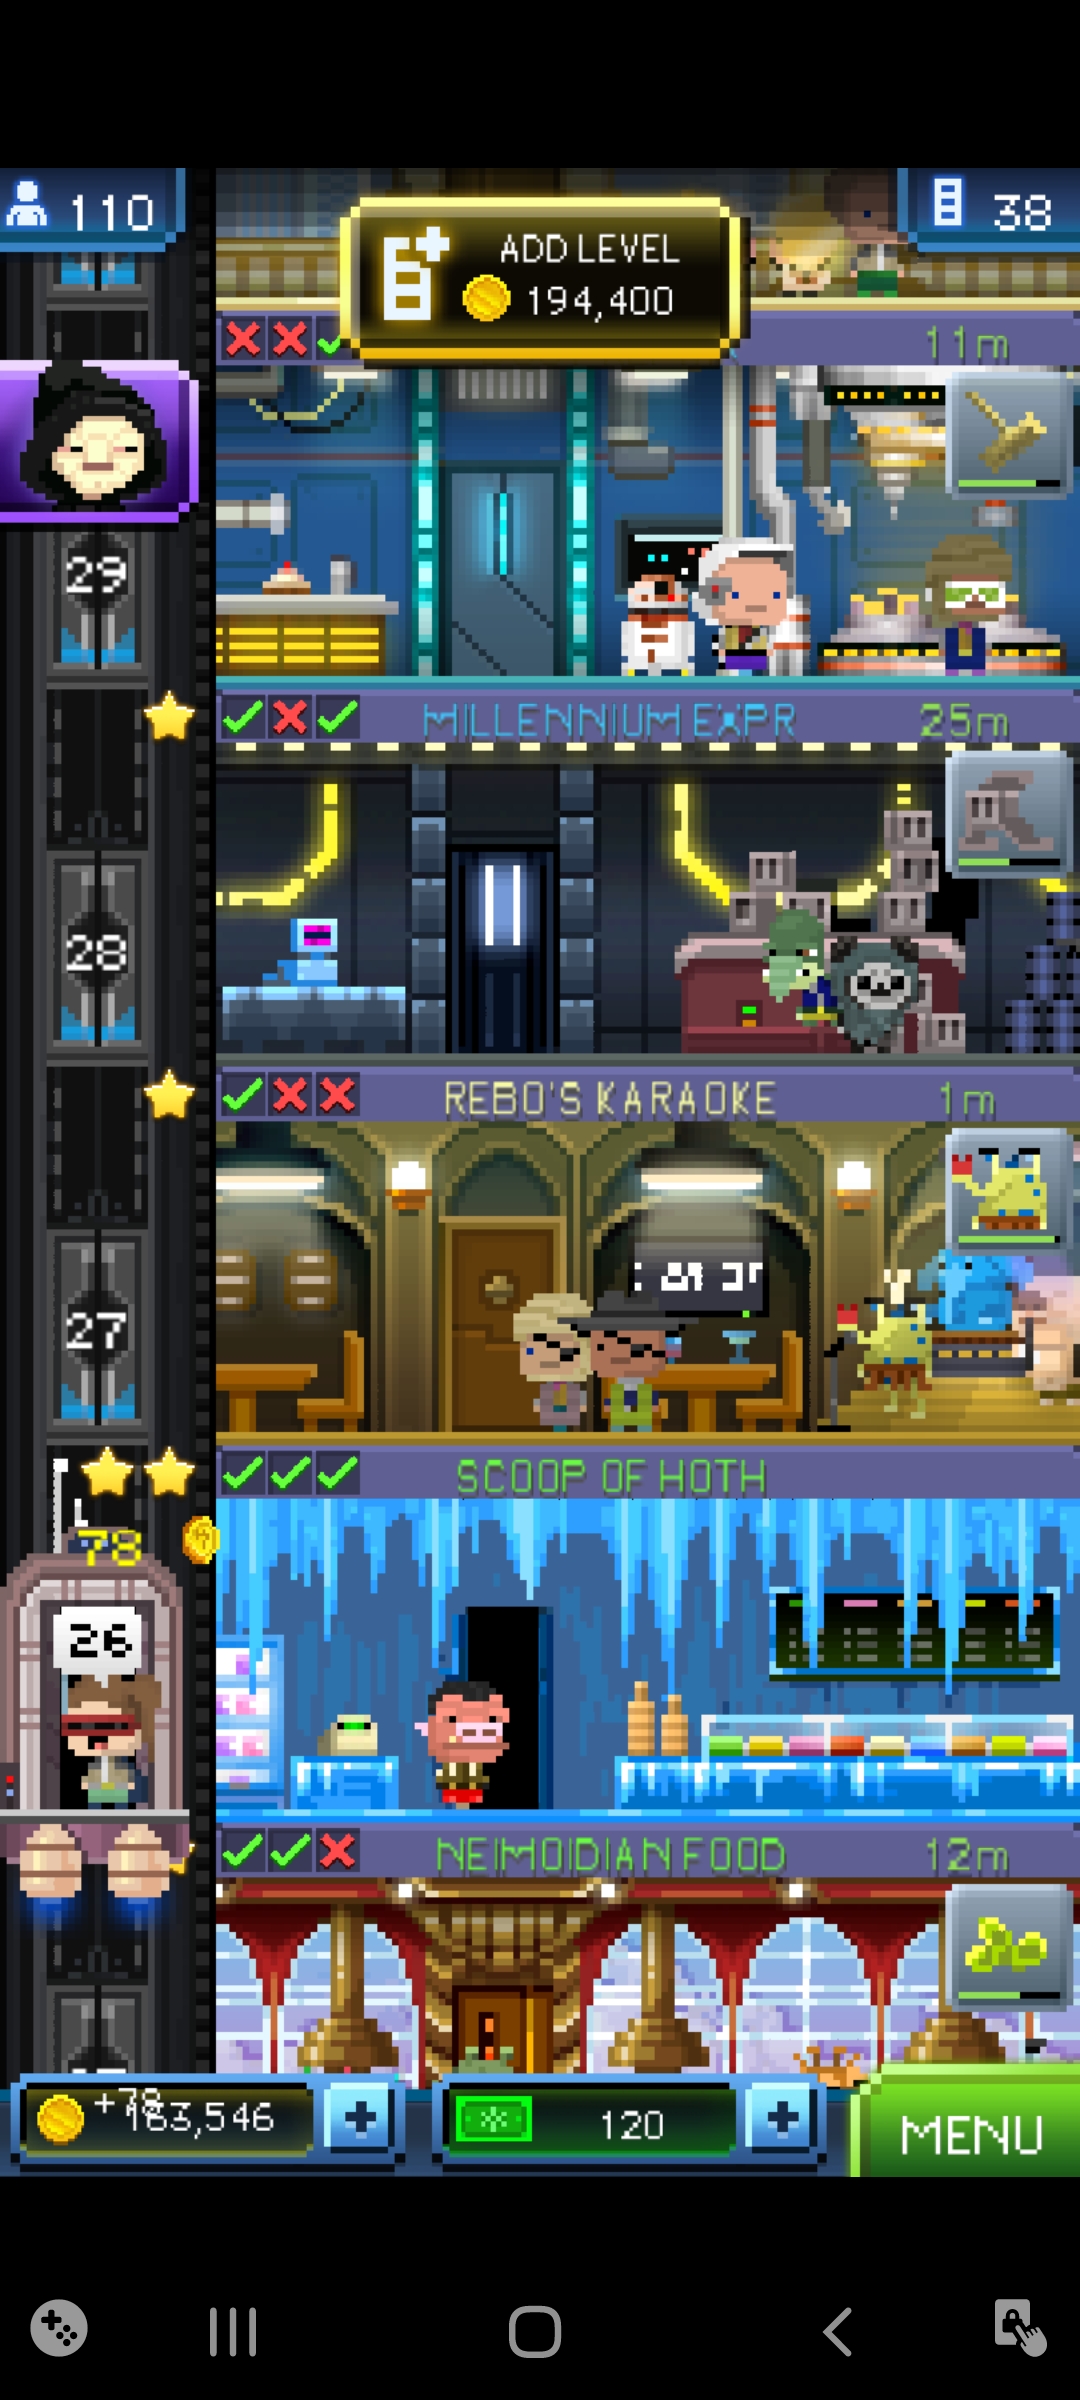 110
ADD LEVEL
194,400
38
11m
29
MILLENNIUM EXPR
25m
28
REBO'S KARAOKE
1m
27
SCOOP OF HOTH
78
26
NEIMOIDIAN FOOD
12m
+78
183,546
120
MENU